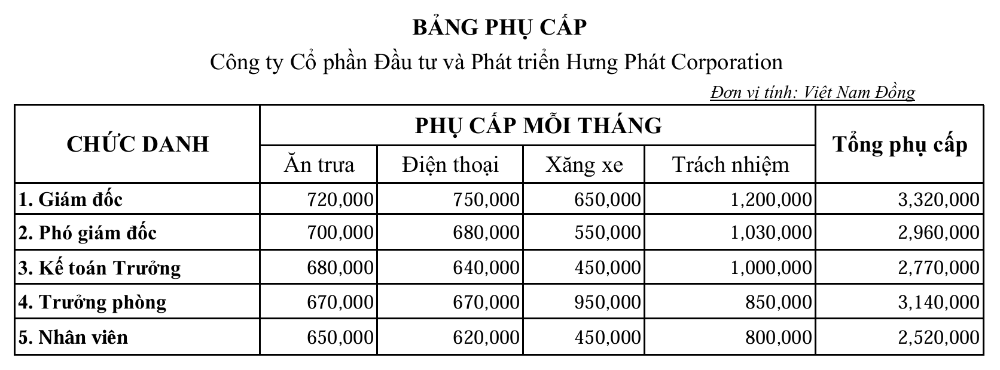 BẢNG PHỤ CẤP
Công ty Cổ phần Đầu tư và Phát triển Hưng Phát Corporation
Đơn vị tính: Việt Nam Đồng
CHỨC DANH PHỤ CẤP MỖI THÁNG Tổng phụ cấp
Ăn trưa Điện thoại Xăng xe Trách nhiệm
1. Giám đốc 720,000 750,000 650,000 1,200,000 3,320,000
2. Phó giám đốc 700,000 680,000 550,000 1,030,000 2,960,000
3. Kế toán Trưởng 680,000 640,000 450,000 1,000,000 2,770,000
4. Trưởng phòng 670,000 670,000 950,000 850,000 3,140,000
5. Nhân viên 650,000 620,000 450,000 800,000 2,520,000